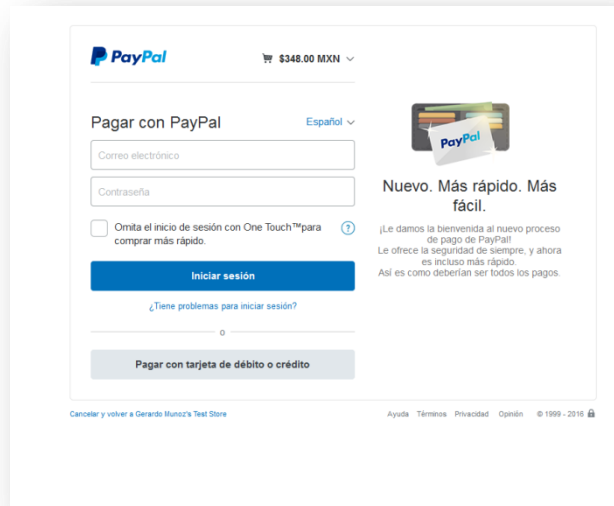 PayPal
$348.00 MXN
Pagar con PayPal
Español
Correo electrónico
Contraseña
Omita el inicio de sesión con One Touch™para
comprar más rápido.
?
Iniciar sesión
¿Tiene problemas para iniciar sesión?
o
Pagar con tarjeta de débito o crédito
PayPal
Nuevo. Más rápido. Más
fácil.
¡Le damos la bienvenida al nuevo proceso
de pago de PayPal!
Le ofrece la seguridad de siempre, y ahora
es incluso más rápido.
Así es como deberían ser todos los pagos.
Cancelar y volver a Gerardo Munoz's Test Store
Ayuda Términos Privacidad Opinión © 1999 - 2016